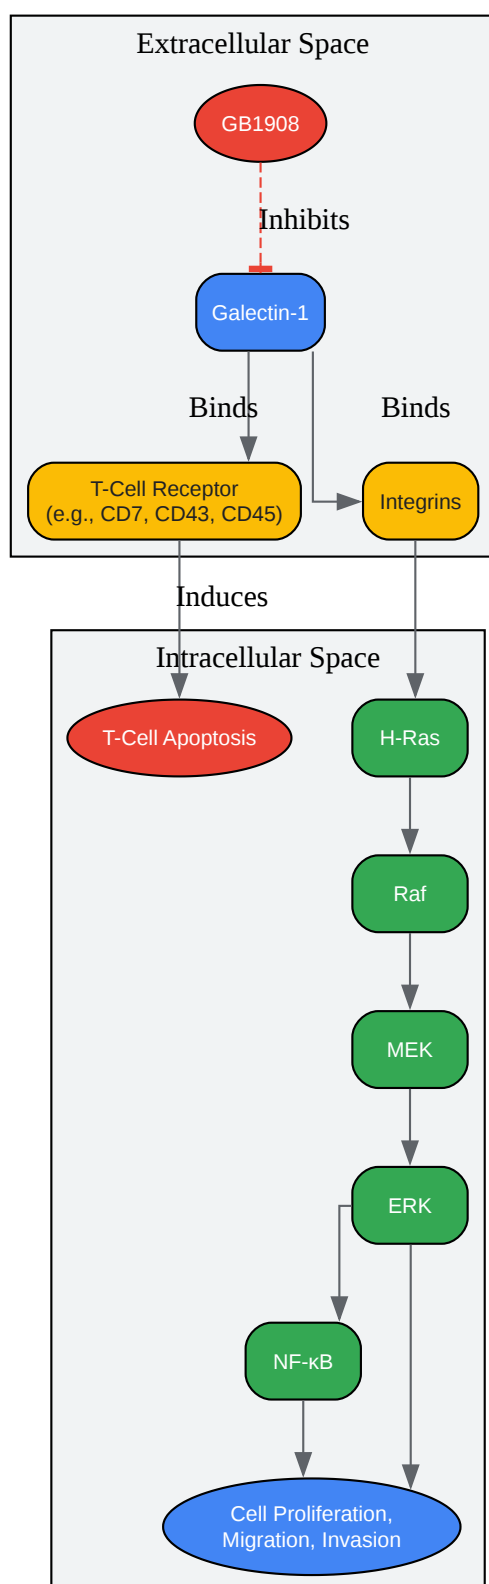 Extracellular Space
GB1908
Inhibits
Galectin-1
Binds
Binds
T-Cell Receptor
(e.g., CD7, CD43, CD45)
Integrins
Induces
Intracellular Space
T-Cell Apoptosis
H-Ras
Raf
MEK
ERK
NF-κB
Cell Proliferation,
Migration, Invasion